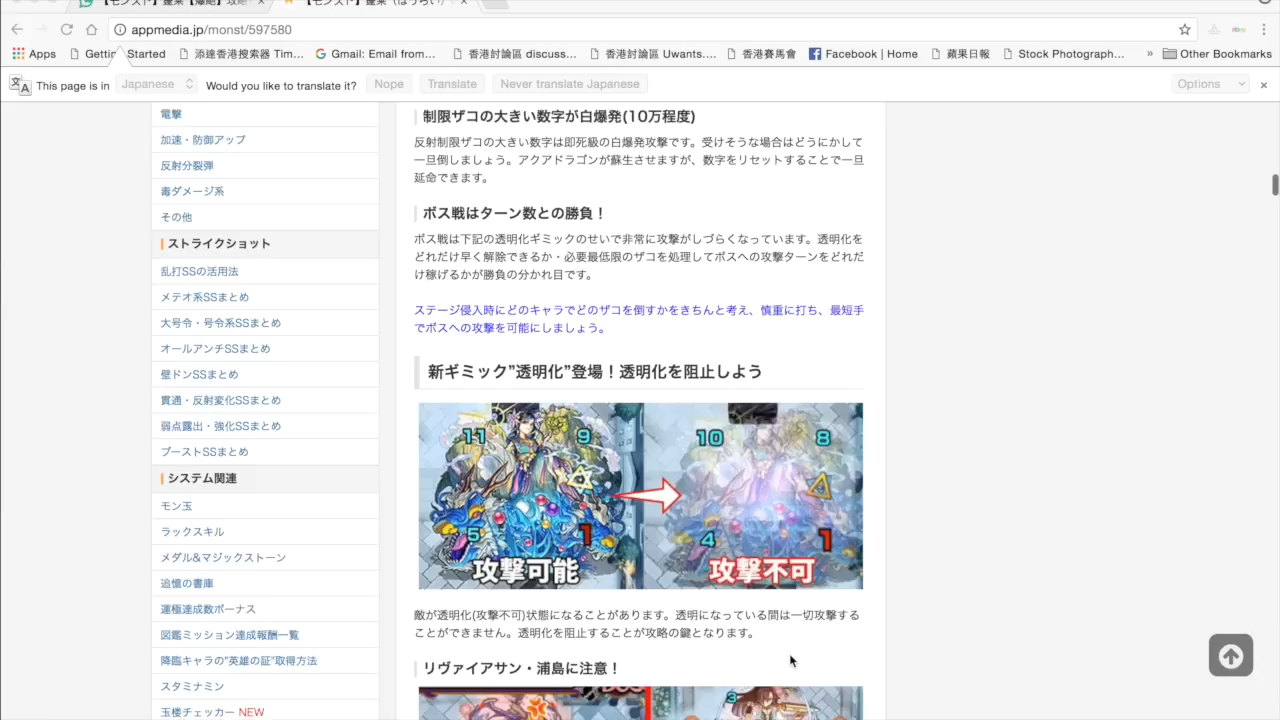 appmedia.jp/monst/597580
Apps
Started
添達香港搜索器 Tim...
Gmail: Email from...
香港討論區 discuss...
香港討論區 Uwants....
香港賽馬會
Facebook | Home
蘋果日報
Stock Photograph...
»
Other Bookmarks
This page is in
Japanese
Would you like to translate it?
Nope
Translate
Never translate Japanese
Options
電撃
加速・防御アップ
反射分裂弾
毒ダメージ系
その他
ストライクショット
乱打SSの活用法
メテオ系SSまとめ
大号令・号令系SSまとめ
オールアンチSSまとめ
壁ドンSSまとめ
貫通・反射変化SSまとめ
弱点露出・強化SSまとめ
ブーストSSまとめ
システム関連
モン玉
ラックスキル
メダル&マジックストーン
追憶の書庫
運極達成数ボーナス
図鑑ミッション達成報酬一覧
降臨キャラの"英雄の証"取得方法
スタミナミン
玉楼チェッカー NEW
制限ザコの大きい数字が白爆発(10万程度)
反射制限ザコの大きい数字は即死級の白爆発攻撃です。受けそうな場合はどうにかして
一旦倒しましょう。アクアドラゴンが蘇生させますが、数字をリセットすることで一旦
延命できます。
ボス戦はターン数との勝負！
ボス戦は下記の透明化ギミックのせいで非常に攻撃がしづらくなっています。透明化を
どれだけ早く解除できるか・必要最低限のザコを処理してボスへの攻撃ターンをどれだ
け稼げるかが勝負の分かれ目です。
ステージ侵入時にどのキャラでどのザコを倒すかをきちんと考え、慎重に打ち、最短手
でボスへの攻撃を可能にしましょう。
新ギミック”透明化”登場！透明化を阻止しよう
11
9
10
8
5
1
4
1
攻撃可能
攻撃不可
敵が透明化(攻撃不可)状態になることがあります。透明になっている間は一切攻撃する
ことができません。透明化を阻止することが攻略の鍵となります。
リヴァイアサン・浦島に注意！
3